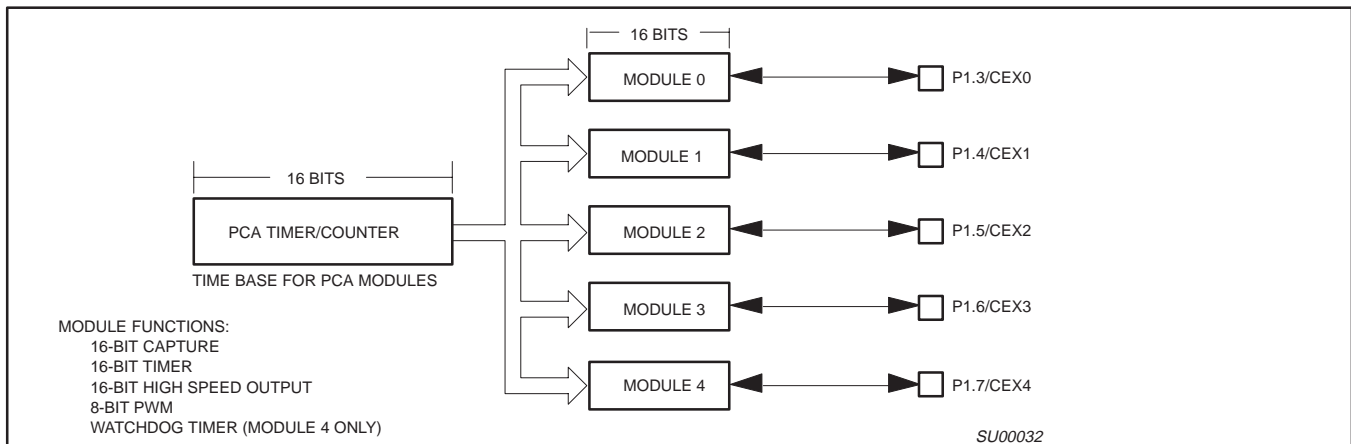 16 BITS
MODULE 0
P1.3/CEX0
MODULE 1
P1.4/CEX1
16 BITS
PCA TIMER/COUNTER
MODULE 2
P1.5/CEX2
TIME BASE FOR PCA MODULES
MODULE 3
P1.6/CEX3
MODULE FUNCTIONS:
16-BIT CAPTURE
16-BIT TIMER
16-BIT HIGH SPEED OUTPUT
8-BIT PWM
WATCHDOG TIMER (MODULE 4 ONLY)
MODULE 4
P1.7/CEX4
SU00032